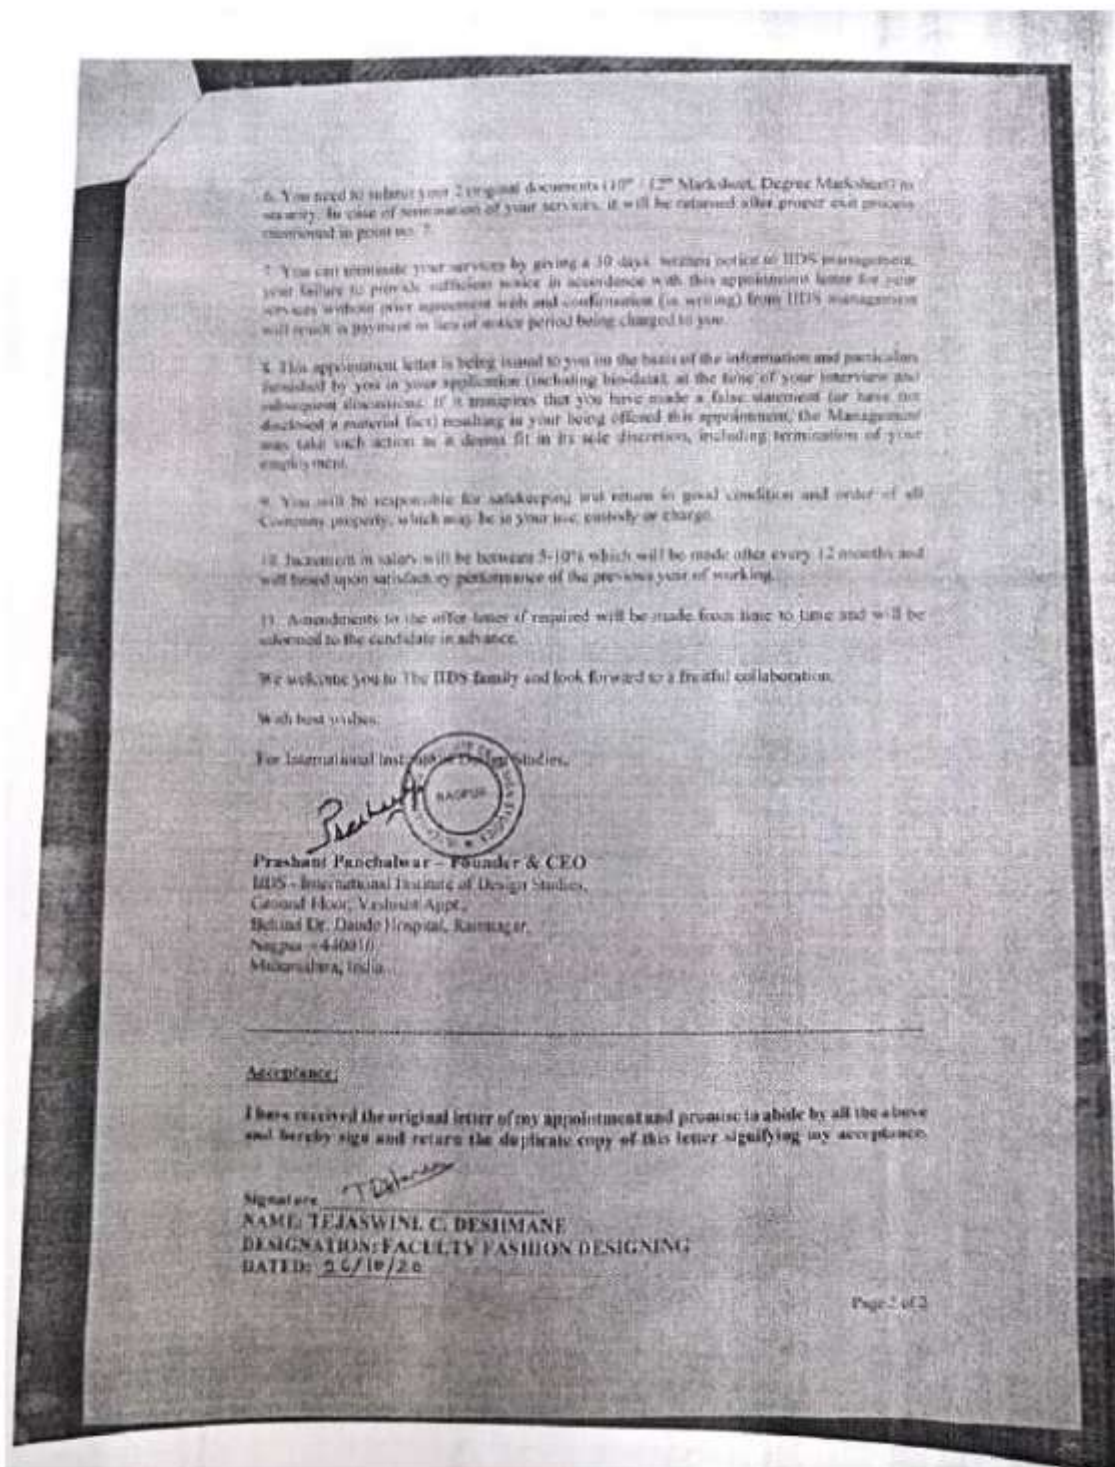 6. You need to submit your 2 original documents (10th / 12th Marksheet, Degree Marksheet) as
security. In case of termination of your services, it will be returned after proper exit process
mentioned in point no. 7.
7. You can terminate your services by giving a 30 days written notice to IIDS management,
your failure to provide sufficient notice in accordance with this appointment letter for your
services without prior agreement with and confirmation (in writing) from IIDS management
will result in payment in lieu of notice period being charged to you.
8. This appointment letter is being issued to you on the basis of the information and particulars
furnished by you in your application (including bio-data), at the time of your interview and
subsequent discussions. If it transpires that you have made a false statement (or have not
disclosed a material fact) resulting in your being offered this appointment, the Management
may take such action as it deems fit in its sole discretion, including termination of your
employment.
9. You will be responsible for safekeeping and return in good condition and order of all
Company property, which may be in your use, custody or charge.
10. Increment in salary will be between 5-10% which will be made after every 12 months and
will based upon satisfactory performance of the previous year of working.
11. Amendments to the offer letter if required will be made from time to time and will be
informed to the candidate in advance.
We welcome you to The IIDS family and look forward to a fruitful collaboration.
With best wishes,
For International Institute Design Studies,
NAGPUR
Prashant Panchalwar – Founder & CEO
IIDS - International Institute of Design Studies,
Ground Floor, Appt.,
Behind Dr. Dande Hospital, Ramnagar,
Nagpur - 440010
Maharashtra, India
Acceptance:
I have received the original letter of my appointment and promise to abide by all the above
and hereby sign and return the duplicate copy of this letter signifying my acceptance.
Signature
NAME: TEJASWINI. C. DESHMANE
DESIGNATION: FACULTY FASHION DESIGNING
DATED: 26/10/20
Page 2 of 2